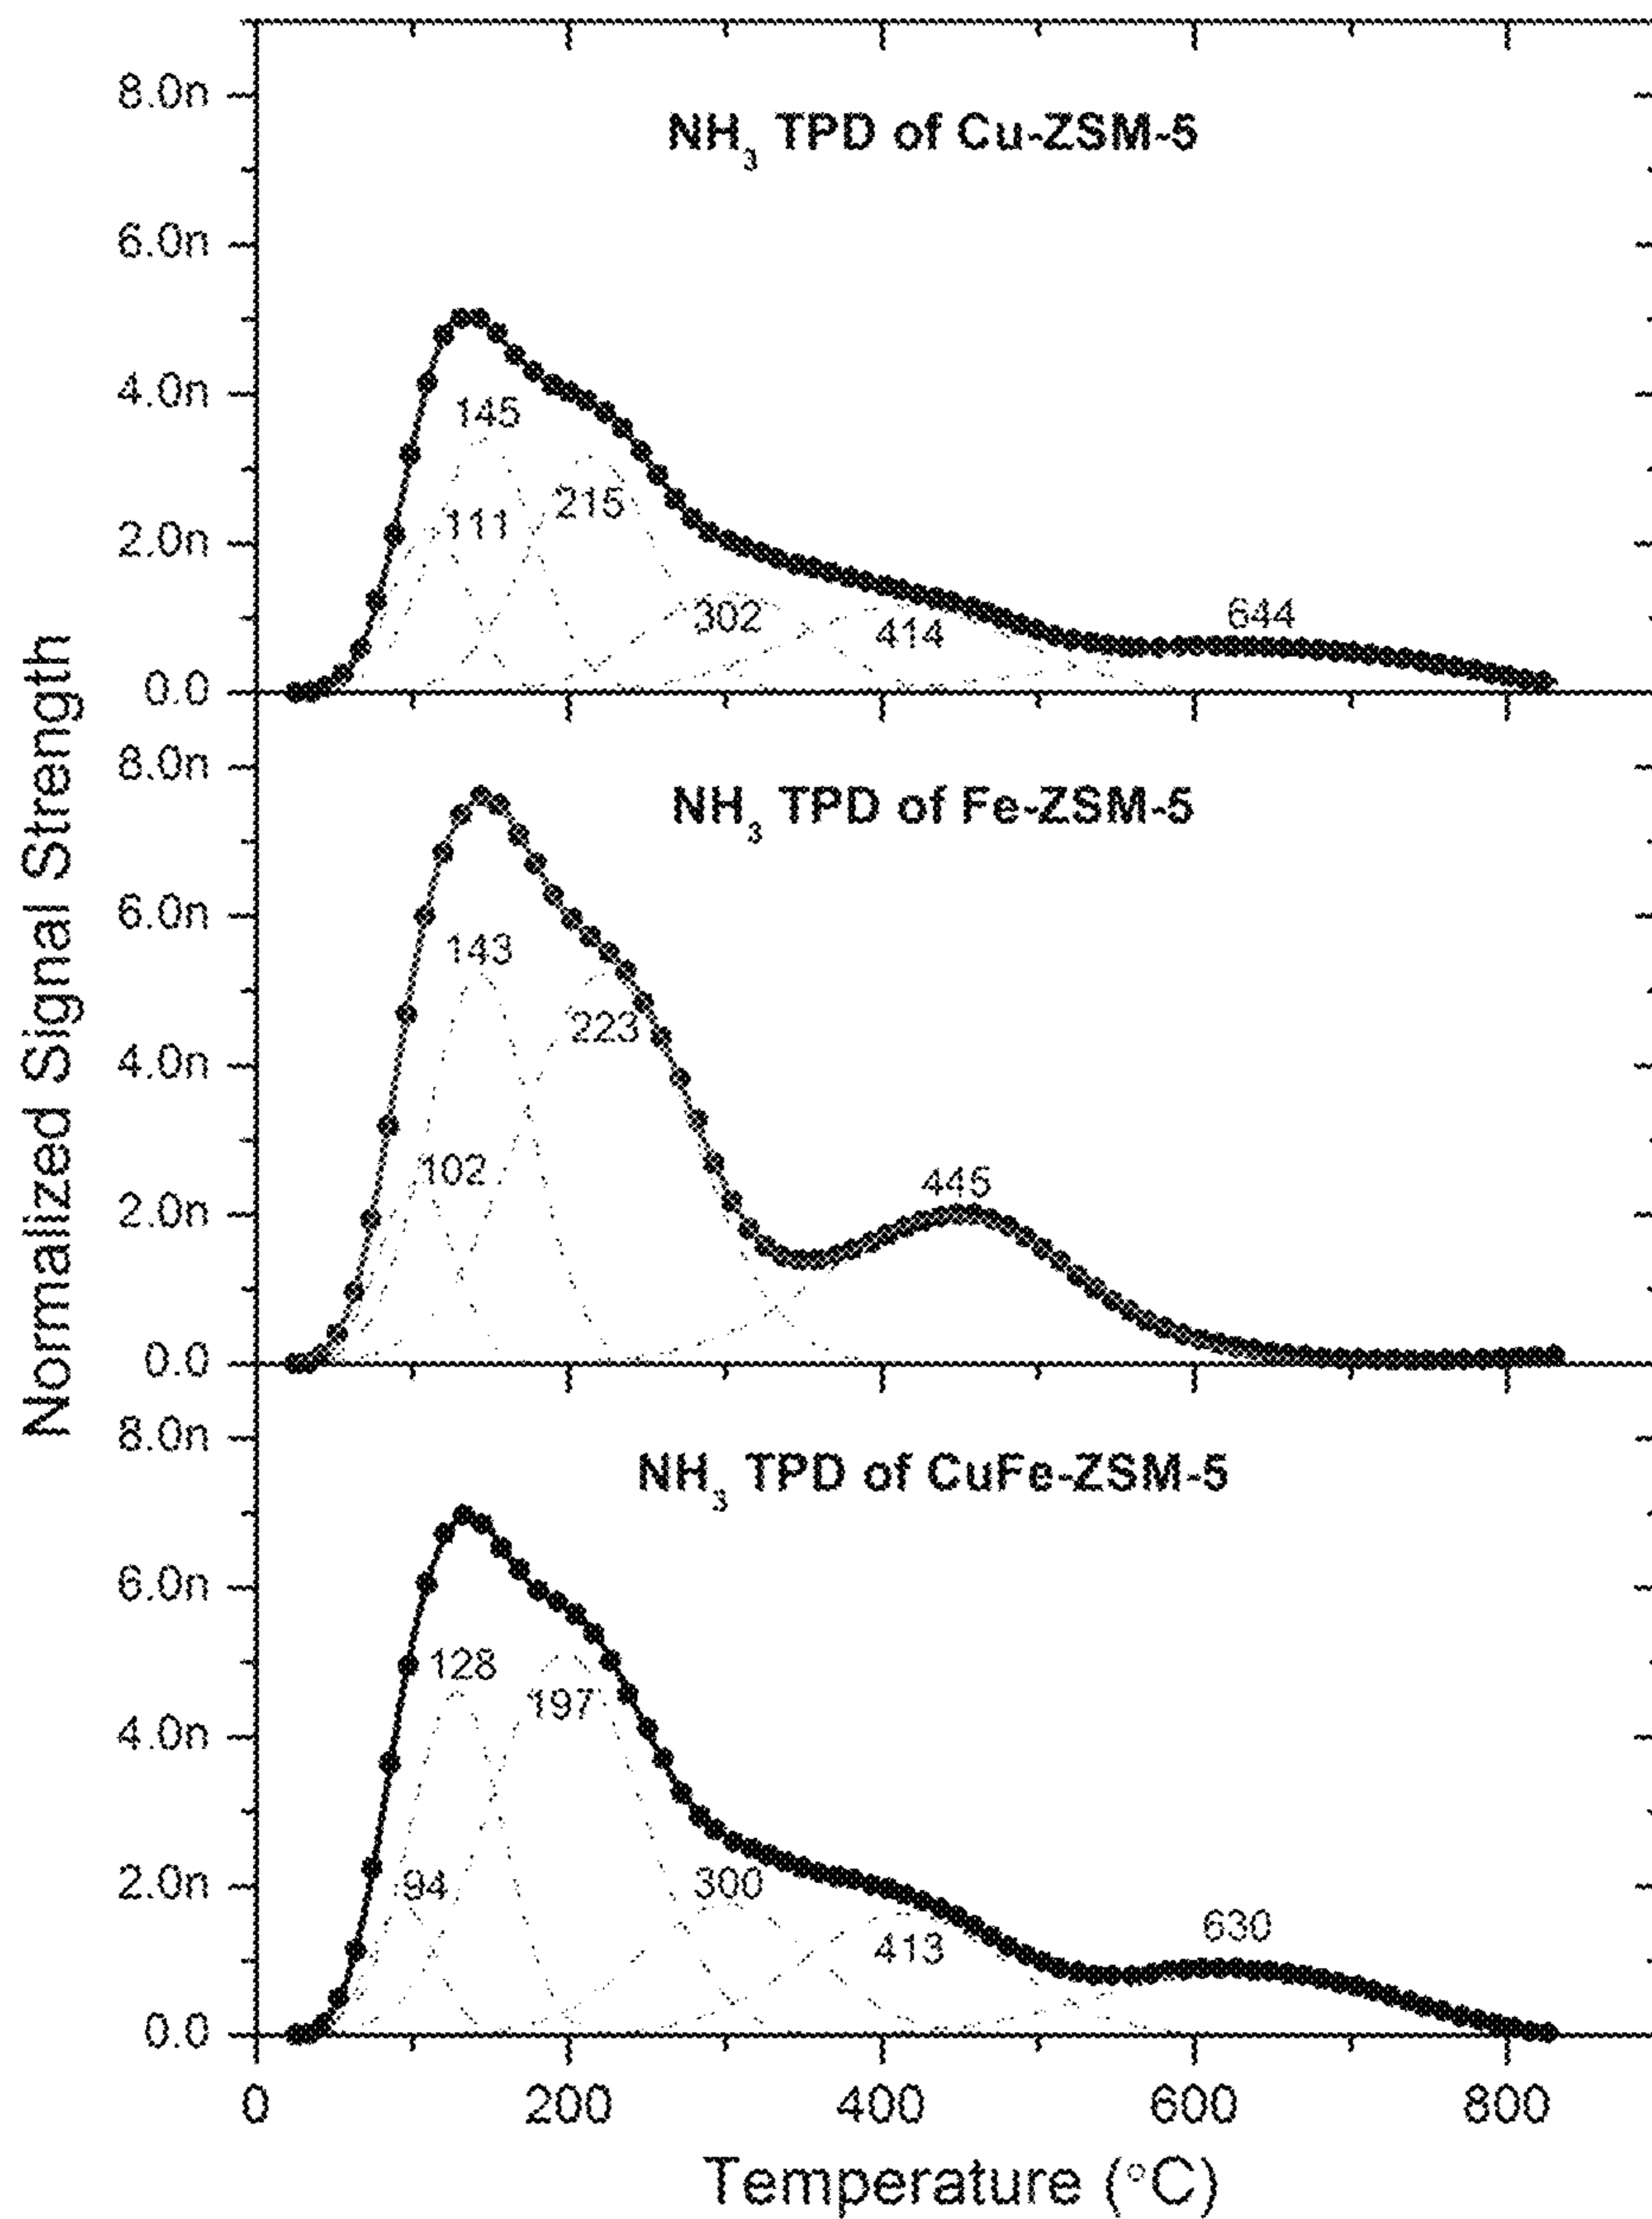 Normalized Signal Strength
NH₃ TPD of Cu-ZSM-5
8.0n
6.0n
4.0n
2.0n
0.0
145
111
215
302
414
644
NH₃ TPD of Fe-ZSM-5
8.0n
6.0n
4.0n
2.0n
0.0
143
102
223
445
NH₃ TPD of CuFe-ZSM-5
8.0n
6.0n
4.0n
2.0n
0.0
128
94
197
300
413
630
0 200 400 600 800
Temperature (°C)